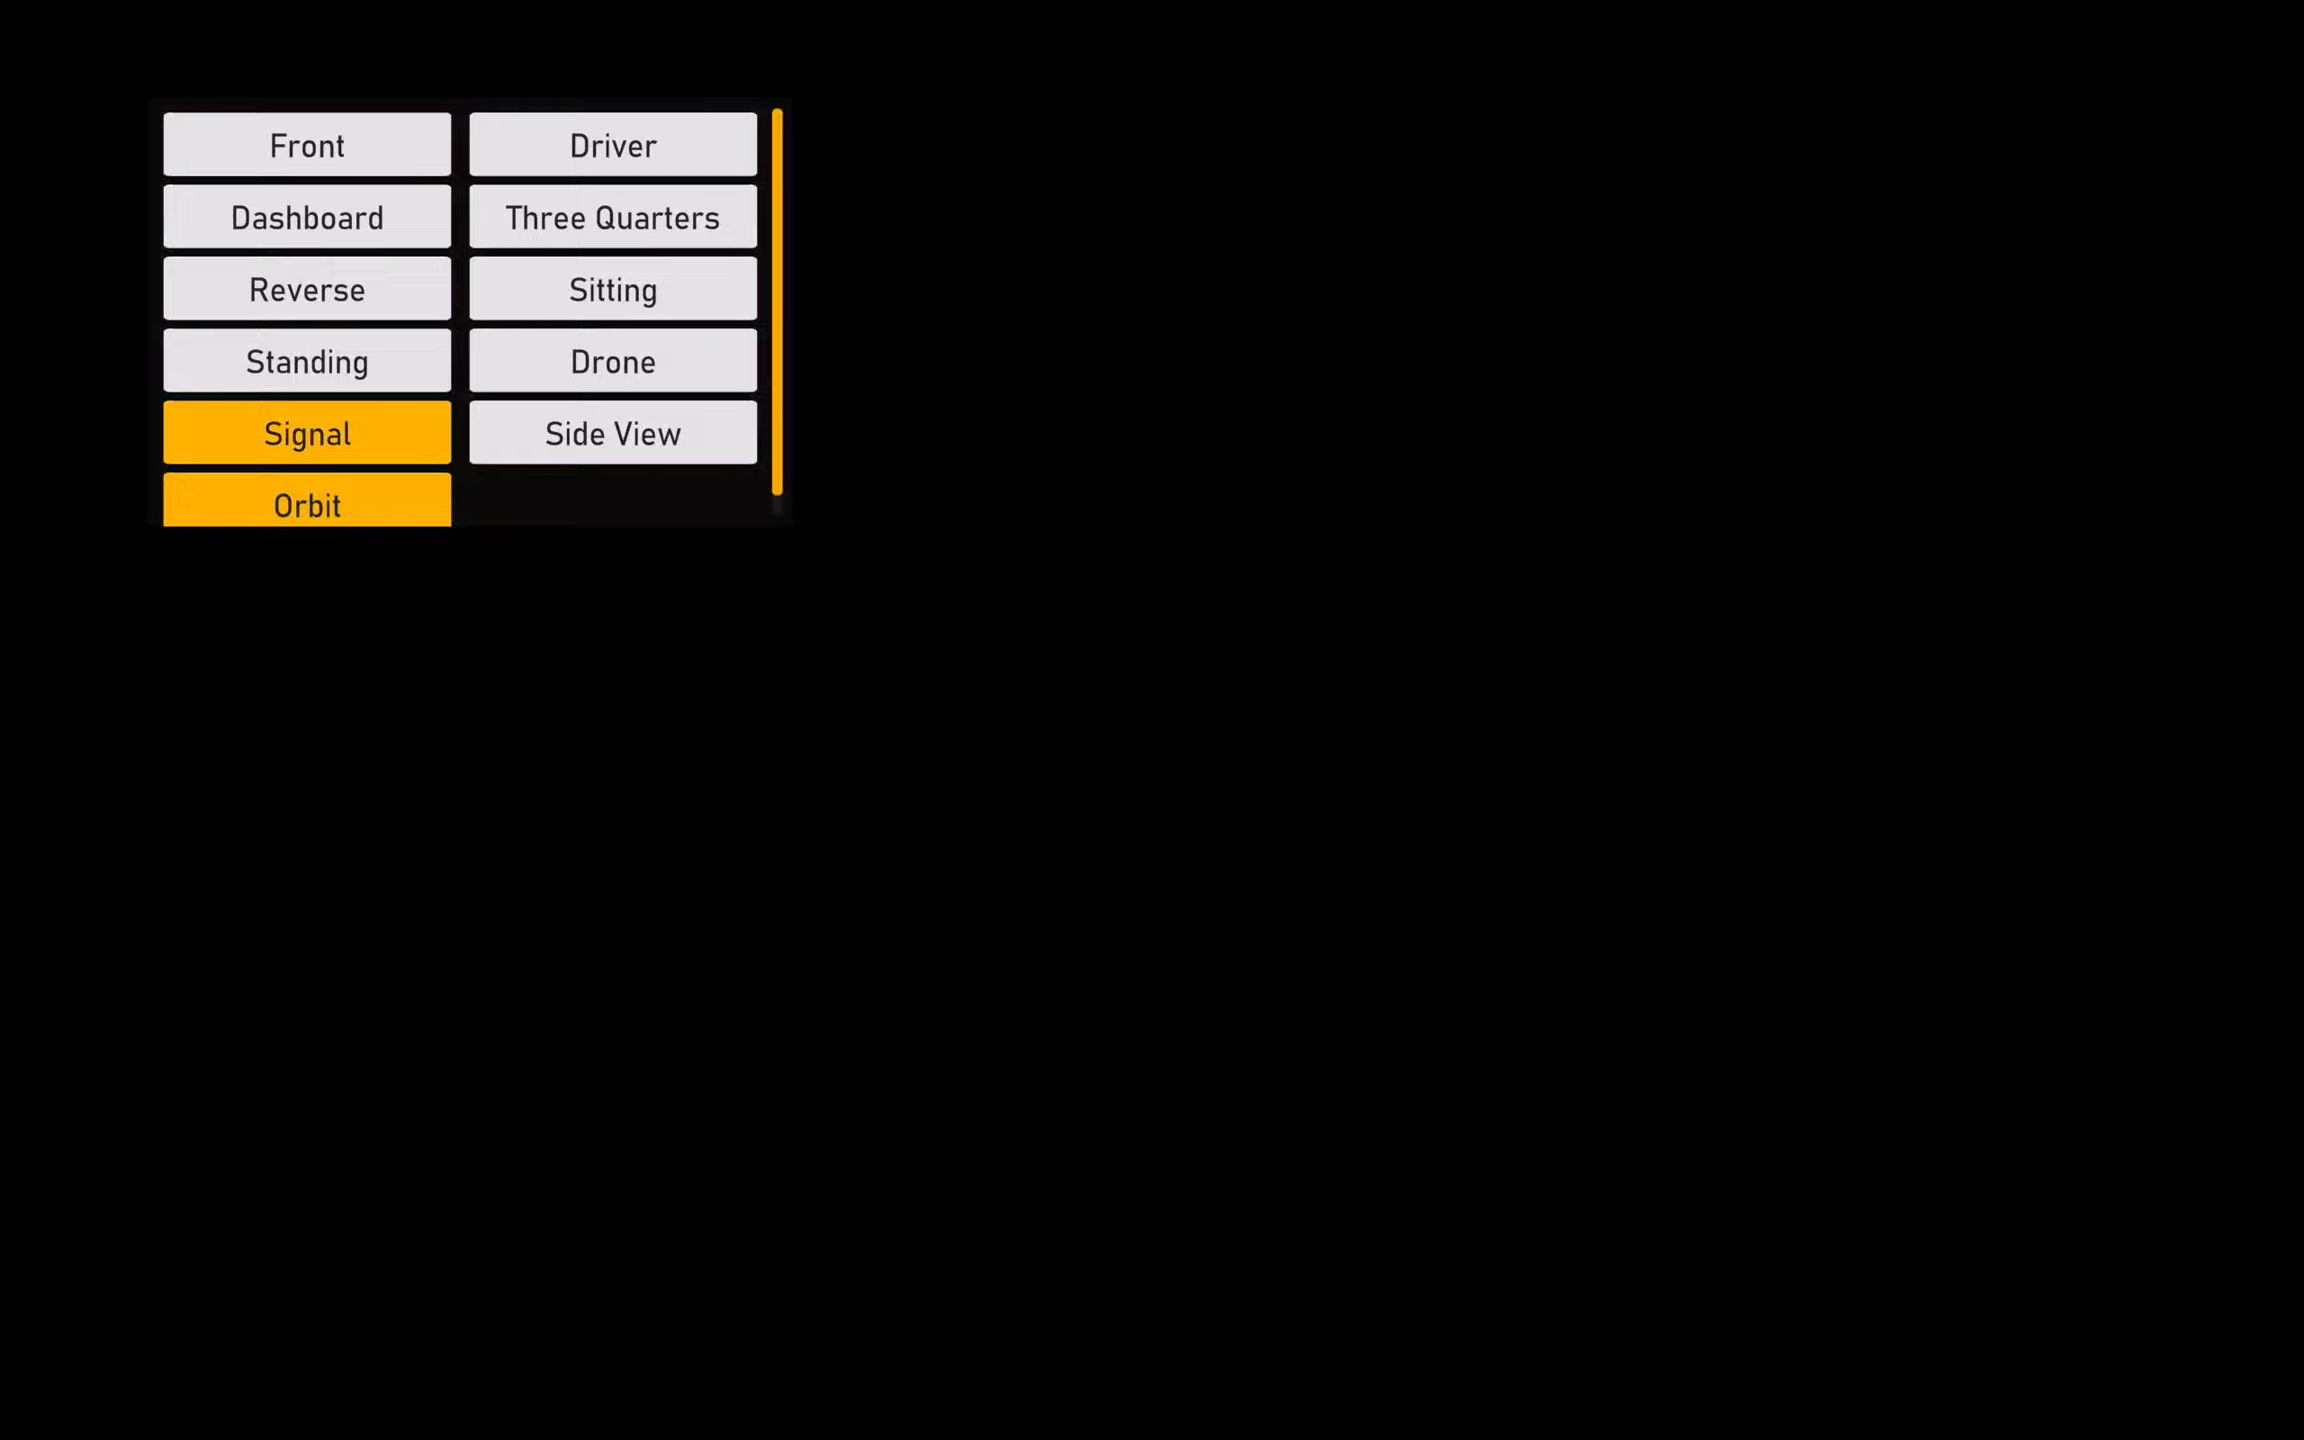 Front
Driver
Dashboard
Three Quarters
Reverse
Sitting
Standing
Drone
Signal
Side View
Orbit